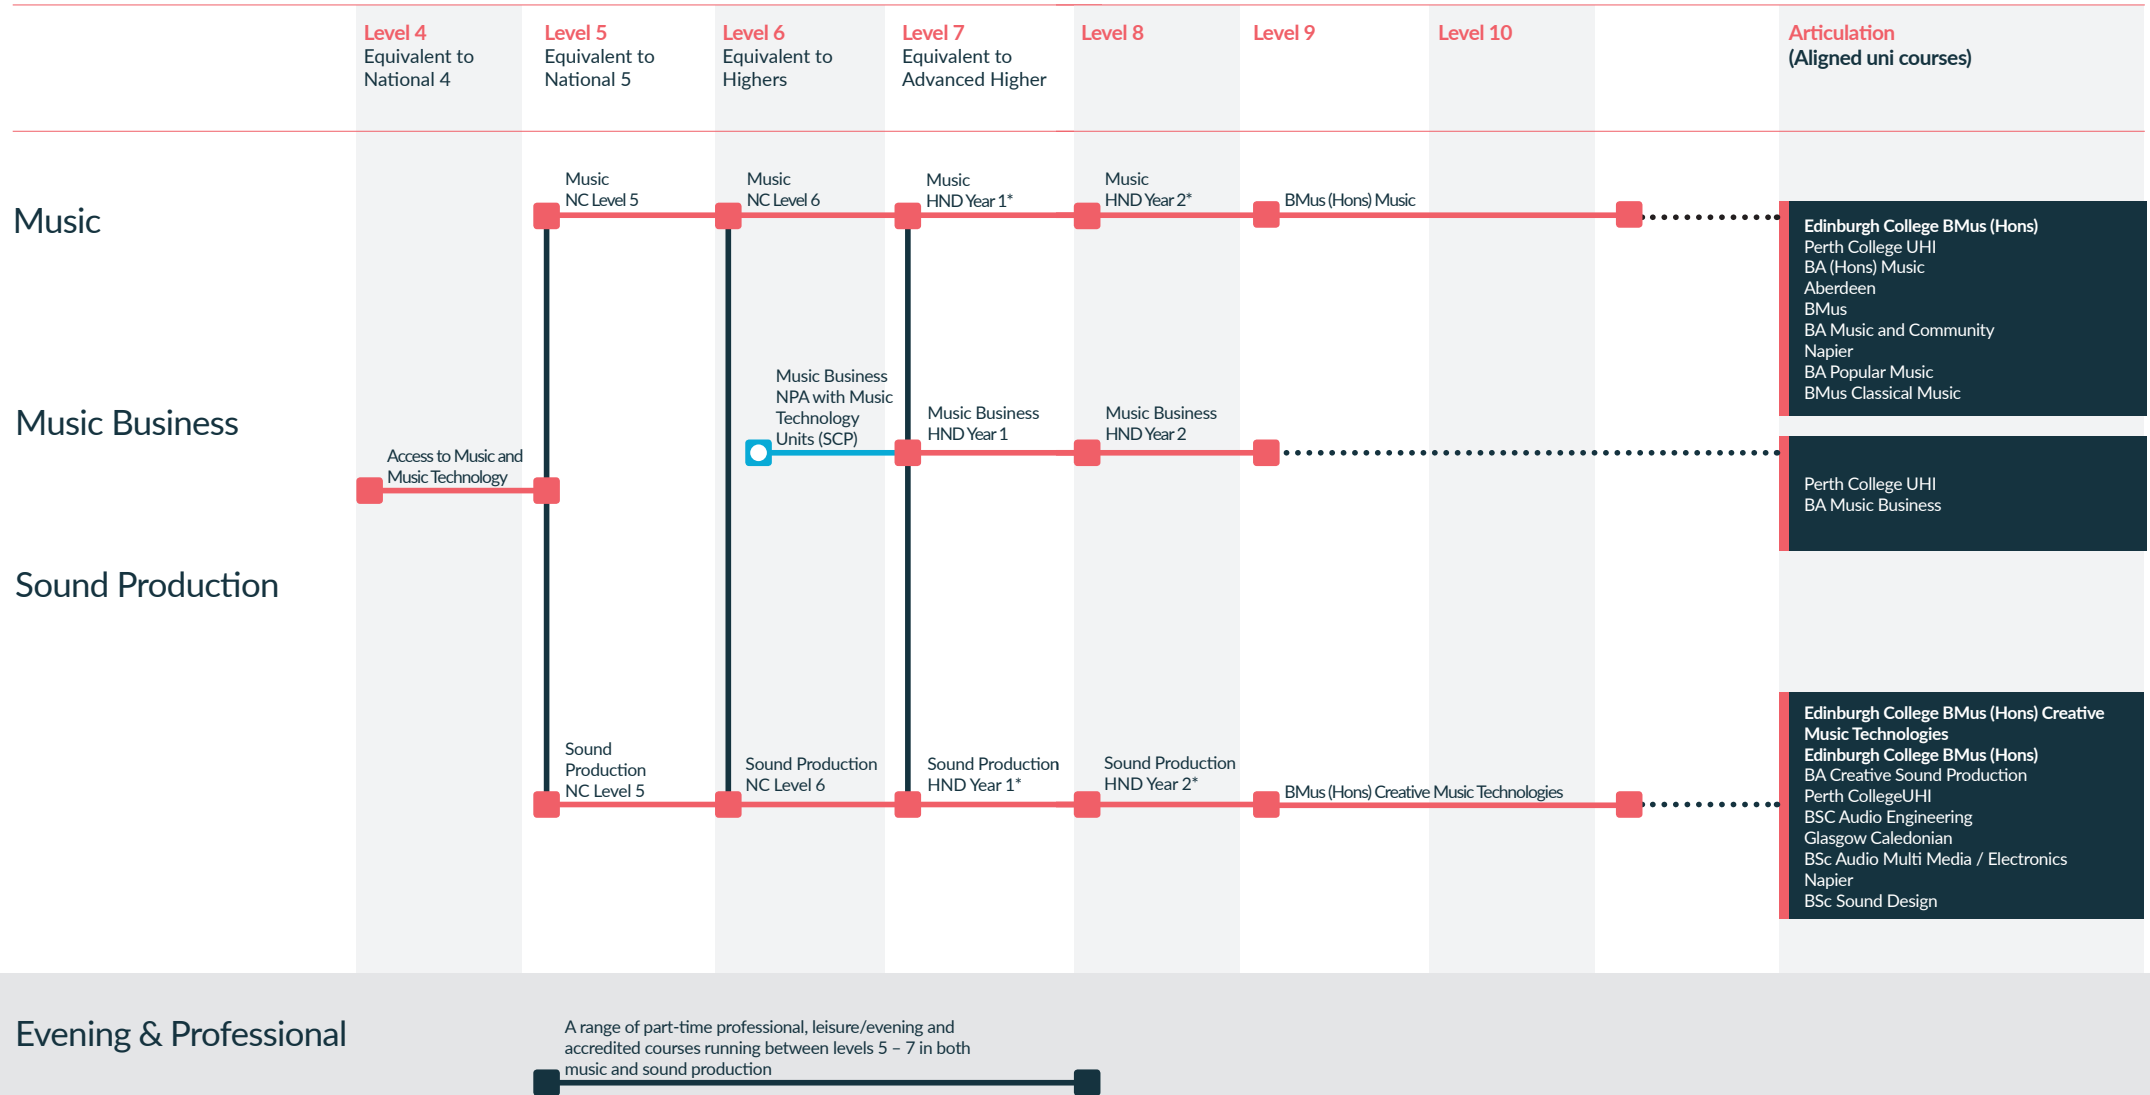 Level 4
Equivalent to
National 4
Level 5
Equivalent to
National 5
Level 6
Equivalent to
Highers
Level 7
Equivalent to
Advanced Higher
Level 8
Level 9
Level 10
Articulation
(Aligned uni courses)
Music
Music
NC Level 5
Music
NC Level 6
Music
HND Year 1*
Music
HND Year 2*
BMus (Hons) Music
Edinburgh College BMus (Hons)
Perth College UHI
BA (Hons) Music
Aberdeen
BMus
BA Music and Community
Napier
BA Popular Music
BMus Classical Music
Music Business
Access to Music and
Music Technology
Music Business
NPA with Music
Technology
Units (SCP)
Music Business
HND Year 1
Music Business
HND Year 2
Perth College UHI
BA Music Business
Sound Production
Sound
Production
NC Level 5
Sound Production
NC Level 6
Sound Production
HND Year 1*
Sound Production
HND Year 2*
BMus (Hons) Creative Music Technologies
Edinburgh College BMus (Hons) Creative
Music Technologies
Edinburgh College BMus (Hons)
BA Creative Sound Production
Perth CollegeUHI
BSC Audio Engineering
Glasgow Caledonian
BSc Audio Multi Media / Electronics
Napier
BSc Sound Design
Evening & Professional
A range of part-time professional, leisure/evening and
accredited courses running between levels 5 – 7 in both
music and sound production